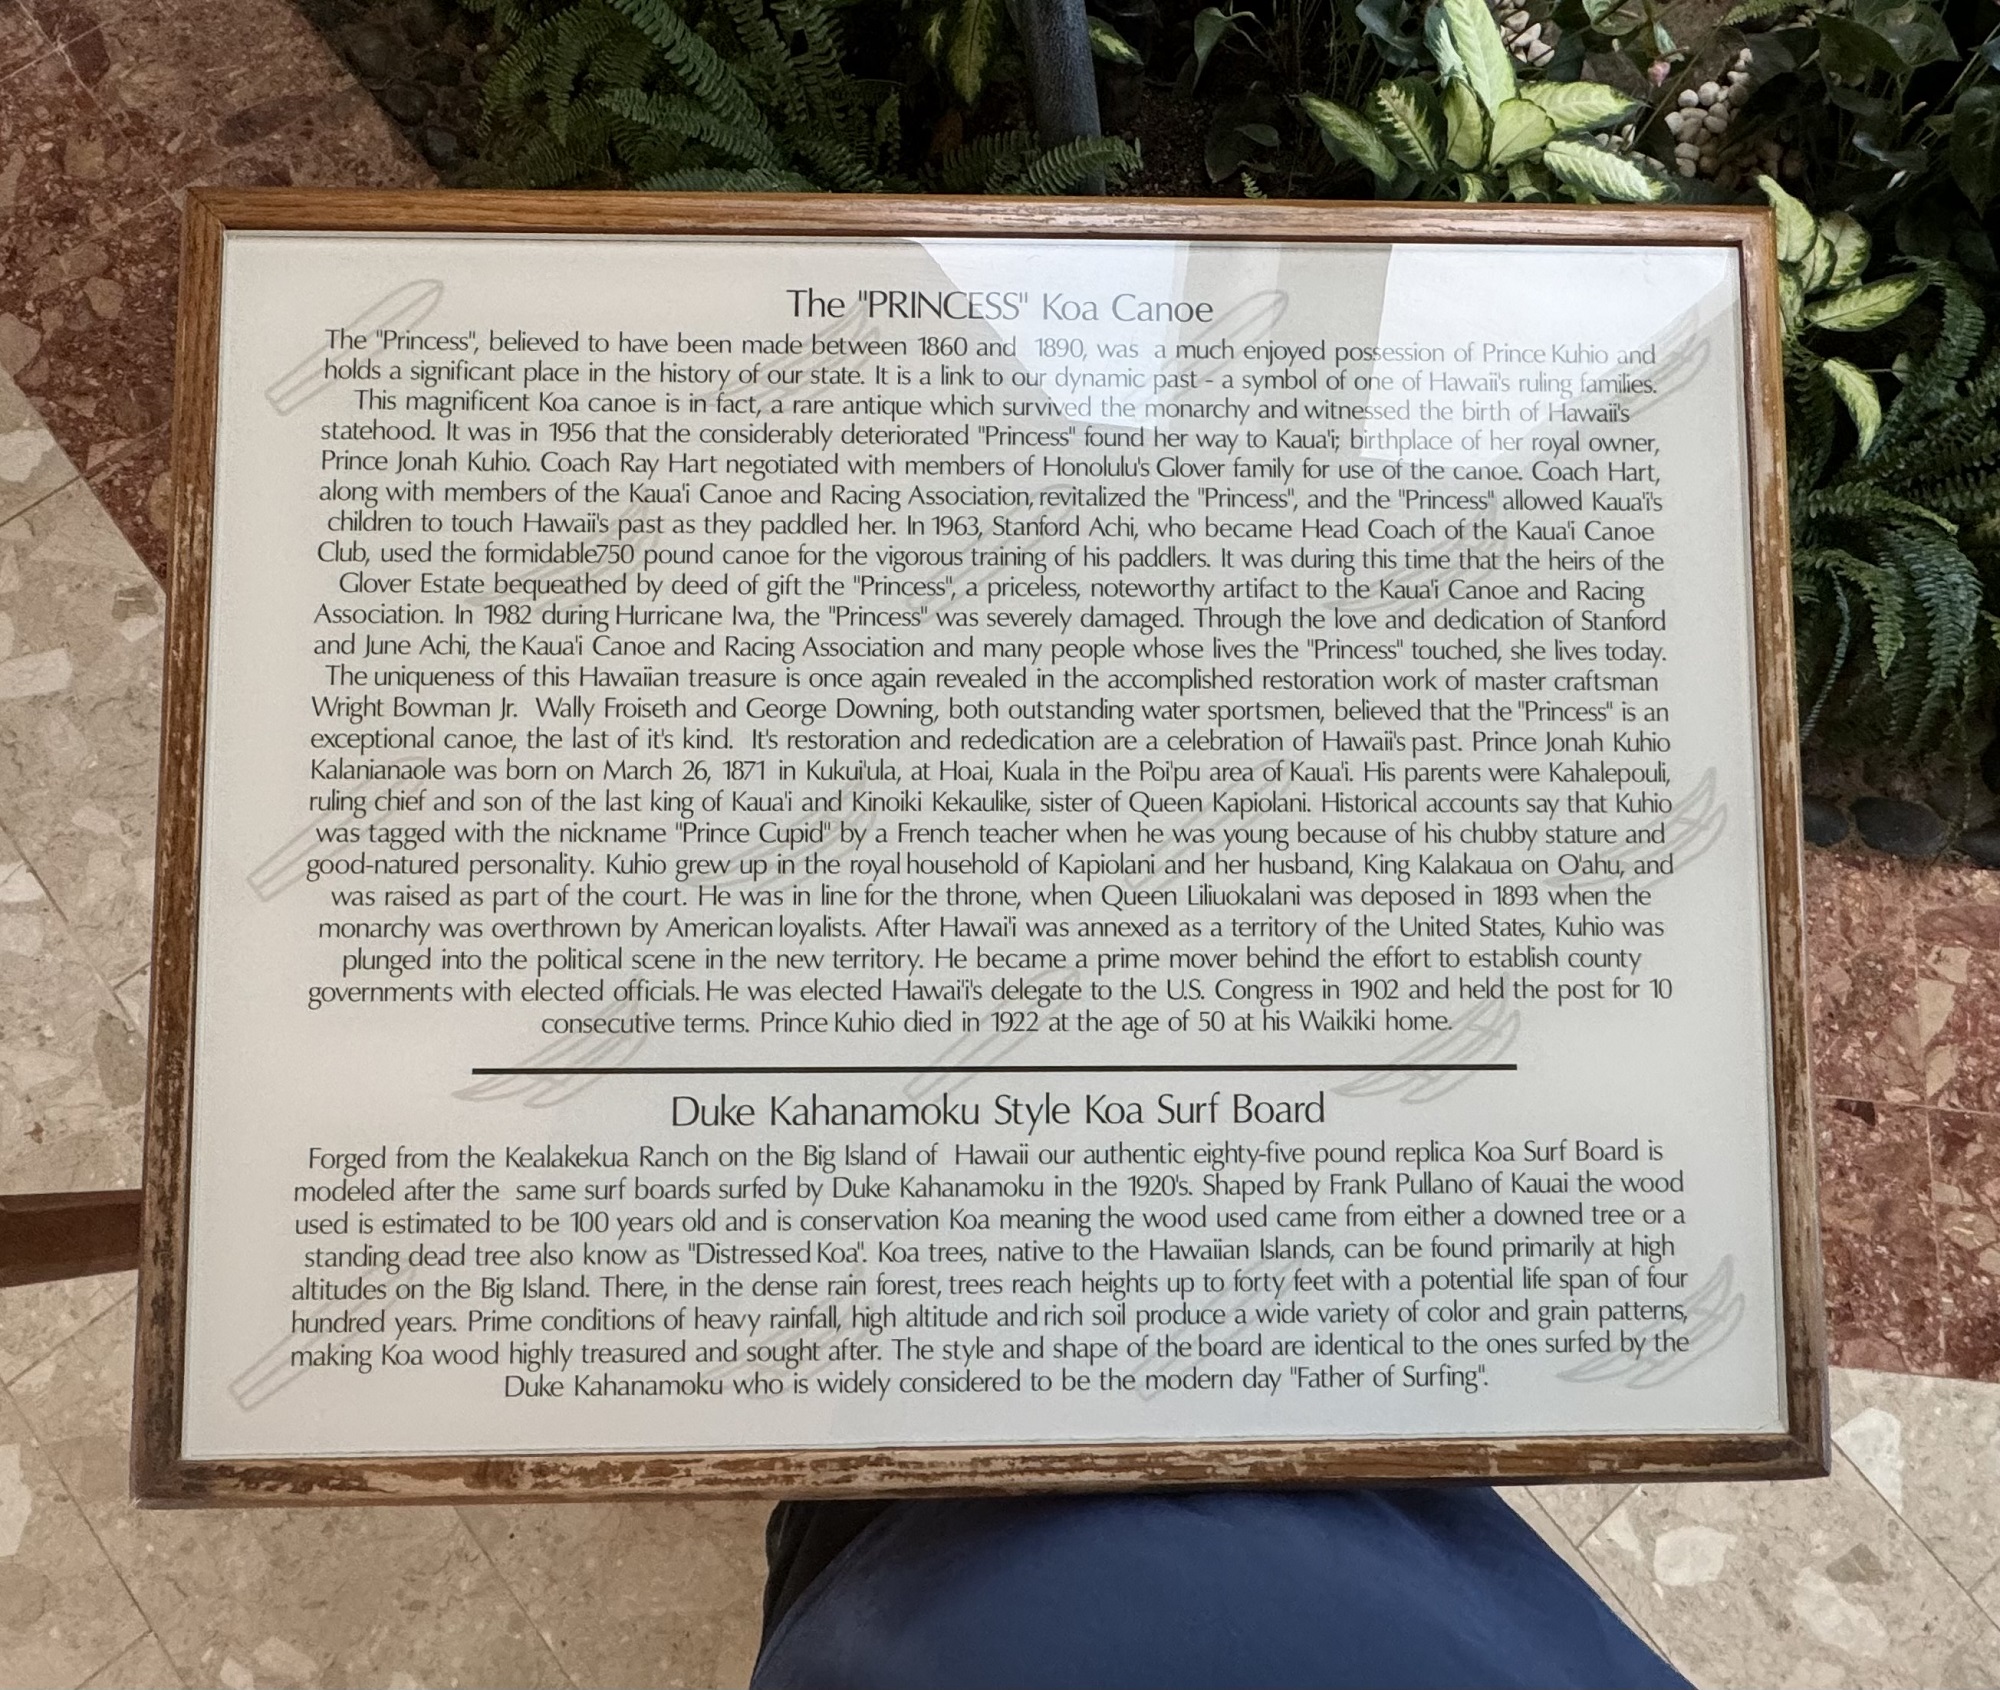 The "PRINCESS" Koa Canoe
The "Princess", believed to have been made between 1860 and 1890, was a much enjoyed possession of Prince Kuhio and
holds a significant place in the history of our state. It is a link to our dynamic past - a symbol of one of Hawaii's ruling families.
This magnificent Koa canoe is in fact, a rare antique which survived the monarchy and witnessed the birth of Hawaii's
statehood. It was in 1956 that the considerably deteriorated "Princess" found her way to Kaua'i; birthplace of her royal owner,
Prince Jonah Kuhio. Coach Ray Hart negotiated with members of Honolulu's Glover family for use of the canoe. Coach Hart,
along with members of the Kaua'i Canoe and Racing Association, revitalized the "Princess", and the "Princess" allowed Kaua'i's
children to touch Hawaii's past as they paddled her. In 1963, Stanford Achi, who became Head Coach of the Kaua'i Canoe
Club, used the formidable750 pound canoe for the vigorous training of his paddlers. It was during this time that the heirs of the
Glover Estate bequeathed by deed of gift the "Princess", a priceless, noteworthy artifact to the Kaua'i Canoe and Racing
Association. In 1982 during Hurricane Iwa, the "Princess" was severely damaged. Through the love and dedication of Stanford
and June Achi, the Kaua'i Canoe and Racing Association and many people whose lives the "Princess" touched, she lives today.
The uniqueness of this Hawaiian treasure is once again revealed in the accomplished restoration work of master craftsman
Wright Bowman Jr. Wally Froiseth and George Downing, both outstanding water sportsmen, believed that the "Princess" is an
exceptional canoe, the last of it's kind. It's restoration and rededication are a celebration of Hawaii's past. Prince Jonah Kuhio
Kalanianaole was born on March 26, 1871 in Kukui'ula, at Hoai, Kuala in the Poi'pu area of Kaua'i. His parents were Kahalepouli,
ruling chief and son of the last king of Kaua'i and Kinoiki Kekaulike, sister of Queen Kapiolani. Historical accounts say that Kuhio
was tagged with the nickname "Prince Cupid" by a French teacher when he was young because of his chubby stature and
good-natured personality. Kuhio grew up in the royal household of Kapiolani and her husband, King Kalakaua on O'ahu, and
was raised as part of the court. He was in line for the throne, when Queen Liliuokalani was deposed in 1893 when the
monarchy was overthrown by American loyalists. After Hawai'i was annexed as a territory of the United States, Kuhio was
plunged into the political scene in the new territory. He became a prime mover behind the effort to establish county
governments with elected officials. He was elected Hawai'i's delegate to the U.S. Congress in 1902 and held the post for 10
consecutive terms. Prince Kuhio died in 1922 at the age of 50 at his Waikiki home.
Duke Kahanamoku Style Koa Surf Board
Forged from the Kealakekua Ranch on the Big Island of Hawaii our authentic eighty-five pound replica Koa Surf Board is
modeled after the same surf boards surfed by Duke Kahanamoku in the 1920's. Shaped by Frank Pullano of Kauai the wood
used is estimated to be 100 years old and is conservation Koa meaning the wood used came from either a downed tree or a
standing dead tree also know as "Distressed Koa". Koa trees, native to the Hawaiian Islands, can be found primarily at high
altitudes on the Big Island. There, in the dense rain forest, trees reach heights up to forty feet with a potential life span of four
hundred years. Prime conditions of heavy rainfall, high altitude and rich soil produce a wide variety of color and grain patterns,
making Koa wood highly treasured and sought after. The style and shape of the board are identical to the ones surfed by the
Duke Kahanamoku who is widely considered to be the modern day "Father of Surfing".